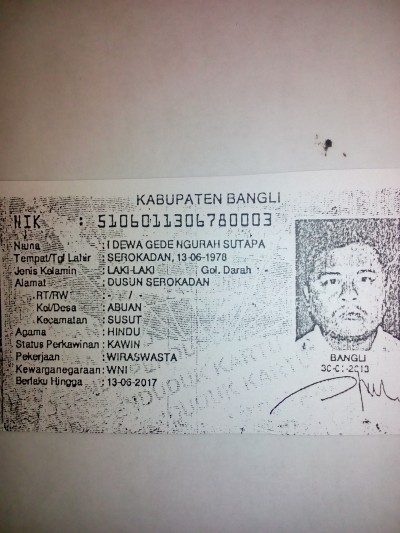 KABUPATEN BANGLI
NIK : 5106011306780003
Nama : I DEWA GEDE NGURAH SUTAPA
Tempat/Tgl Lahir : SEROKADAN, 13-06-1978
Jenis Kelamin : LAKI-LAKI Gol. Darah : -
Alamat : DUSUN SEROKADAN
RT/RW : - / -
Kel/Desa : ABUAN
Kecamatan : SUSUT
Agama : HINDU
Status Perkawinan : KAWIN
Pekerjaan : WIRASWASTA
Kewarganegaraan : WNI
Berlaku Hingga : 13-06-2017
BANGLI
30-01-2013